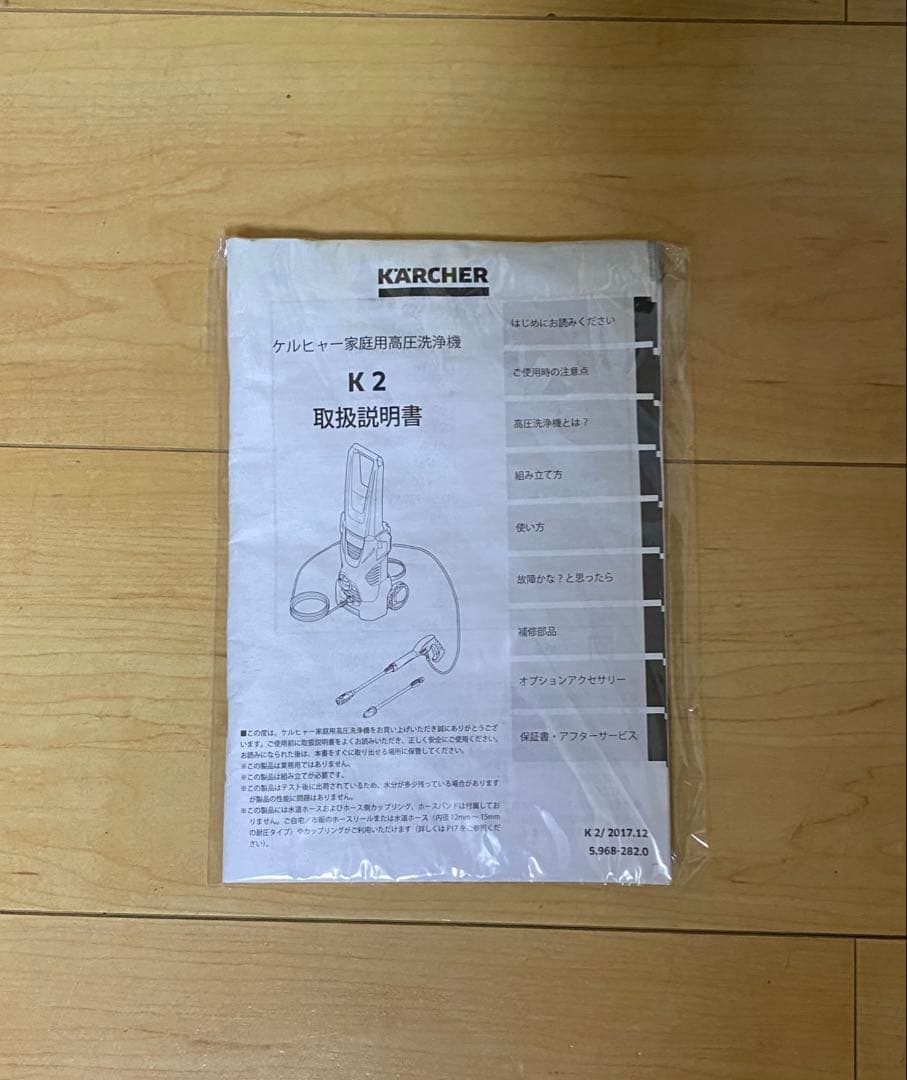 KÄRCHER
ケルヒャー家庭用高圧洗浄機
K 2
取扱説明書
はじめにお読みください
ご使用時の注意点
高圧洗浄機とは？
組み立て方
使い方
故障かな？と思ったら
補修部品
オプションアクセサリー
保証書・アフターサービス
■この度は、ケルヒャー家庭用高圧洗浄機をお買い上げいただき誠にありがとうござ
います。ご使用前に取扱説明書をよくお読みいただき、正しく安全にご使用ください。
お読みになられた後は、本書をすぐに取り出せる場所に保管してください。
※この製品は業務用ではありません。
※この製品は組み立てが必要です。
※この製品はテスト後に出荷されているため、水分が多少残っている場合があります
が製品の性能に問題はありません。
※この製品には水道ホースおよびホース側カップリング、ホースバンドは付属してお
りません。ご自宅／市販のホースリールまたは水道ホース（内径12mm～15mm
の耐圧タイプ）やカップリングがご利用いただけます（詳しくは P17 をご参照くだ
さい）。
K 2/ 2017.12
5.968-282.0